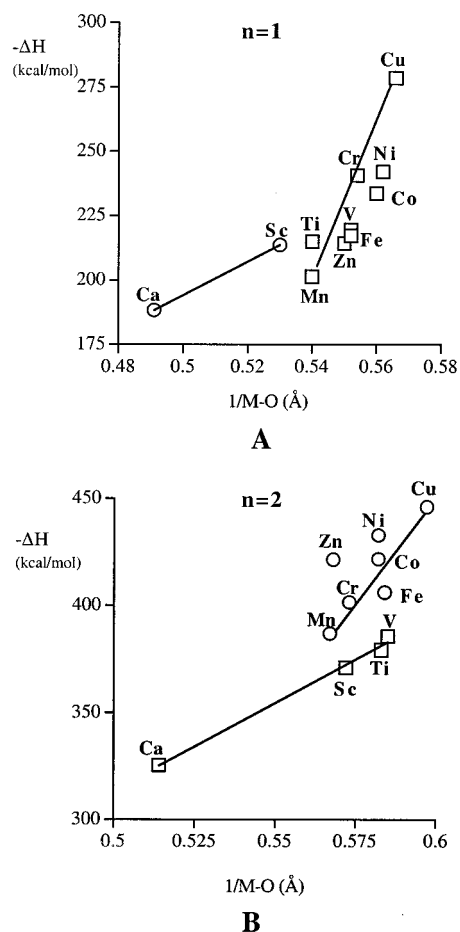 n=1
300
-ΔH
(kcal/mol)
Cu
275
250
Cr Ni
Co
225
Sc Ti V
Fe
Zn
200
Ca
Mn
175
0.48 0.5 0.52 0.54 0.56 0.58
1/M-O (Å)
A
n=2
450
Cu
-ΔH
(kcal/mol)
Ni
Zn
Co
400
Cr
Fe
Mn
V
Ti
Sc
350
Ca
300
0.5 0.525 0.55 0.575 0.6
1/M-O (Å)
B